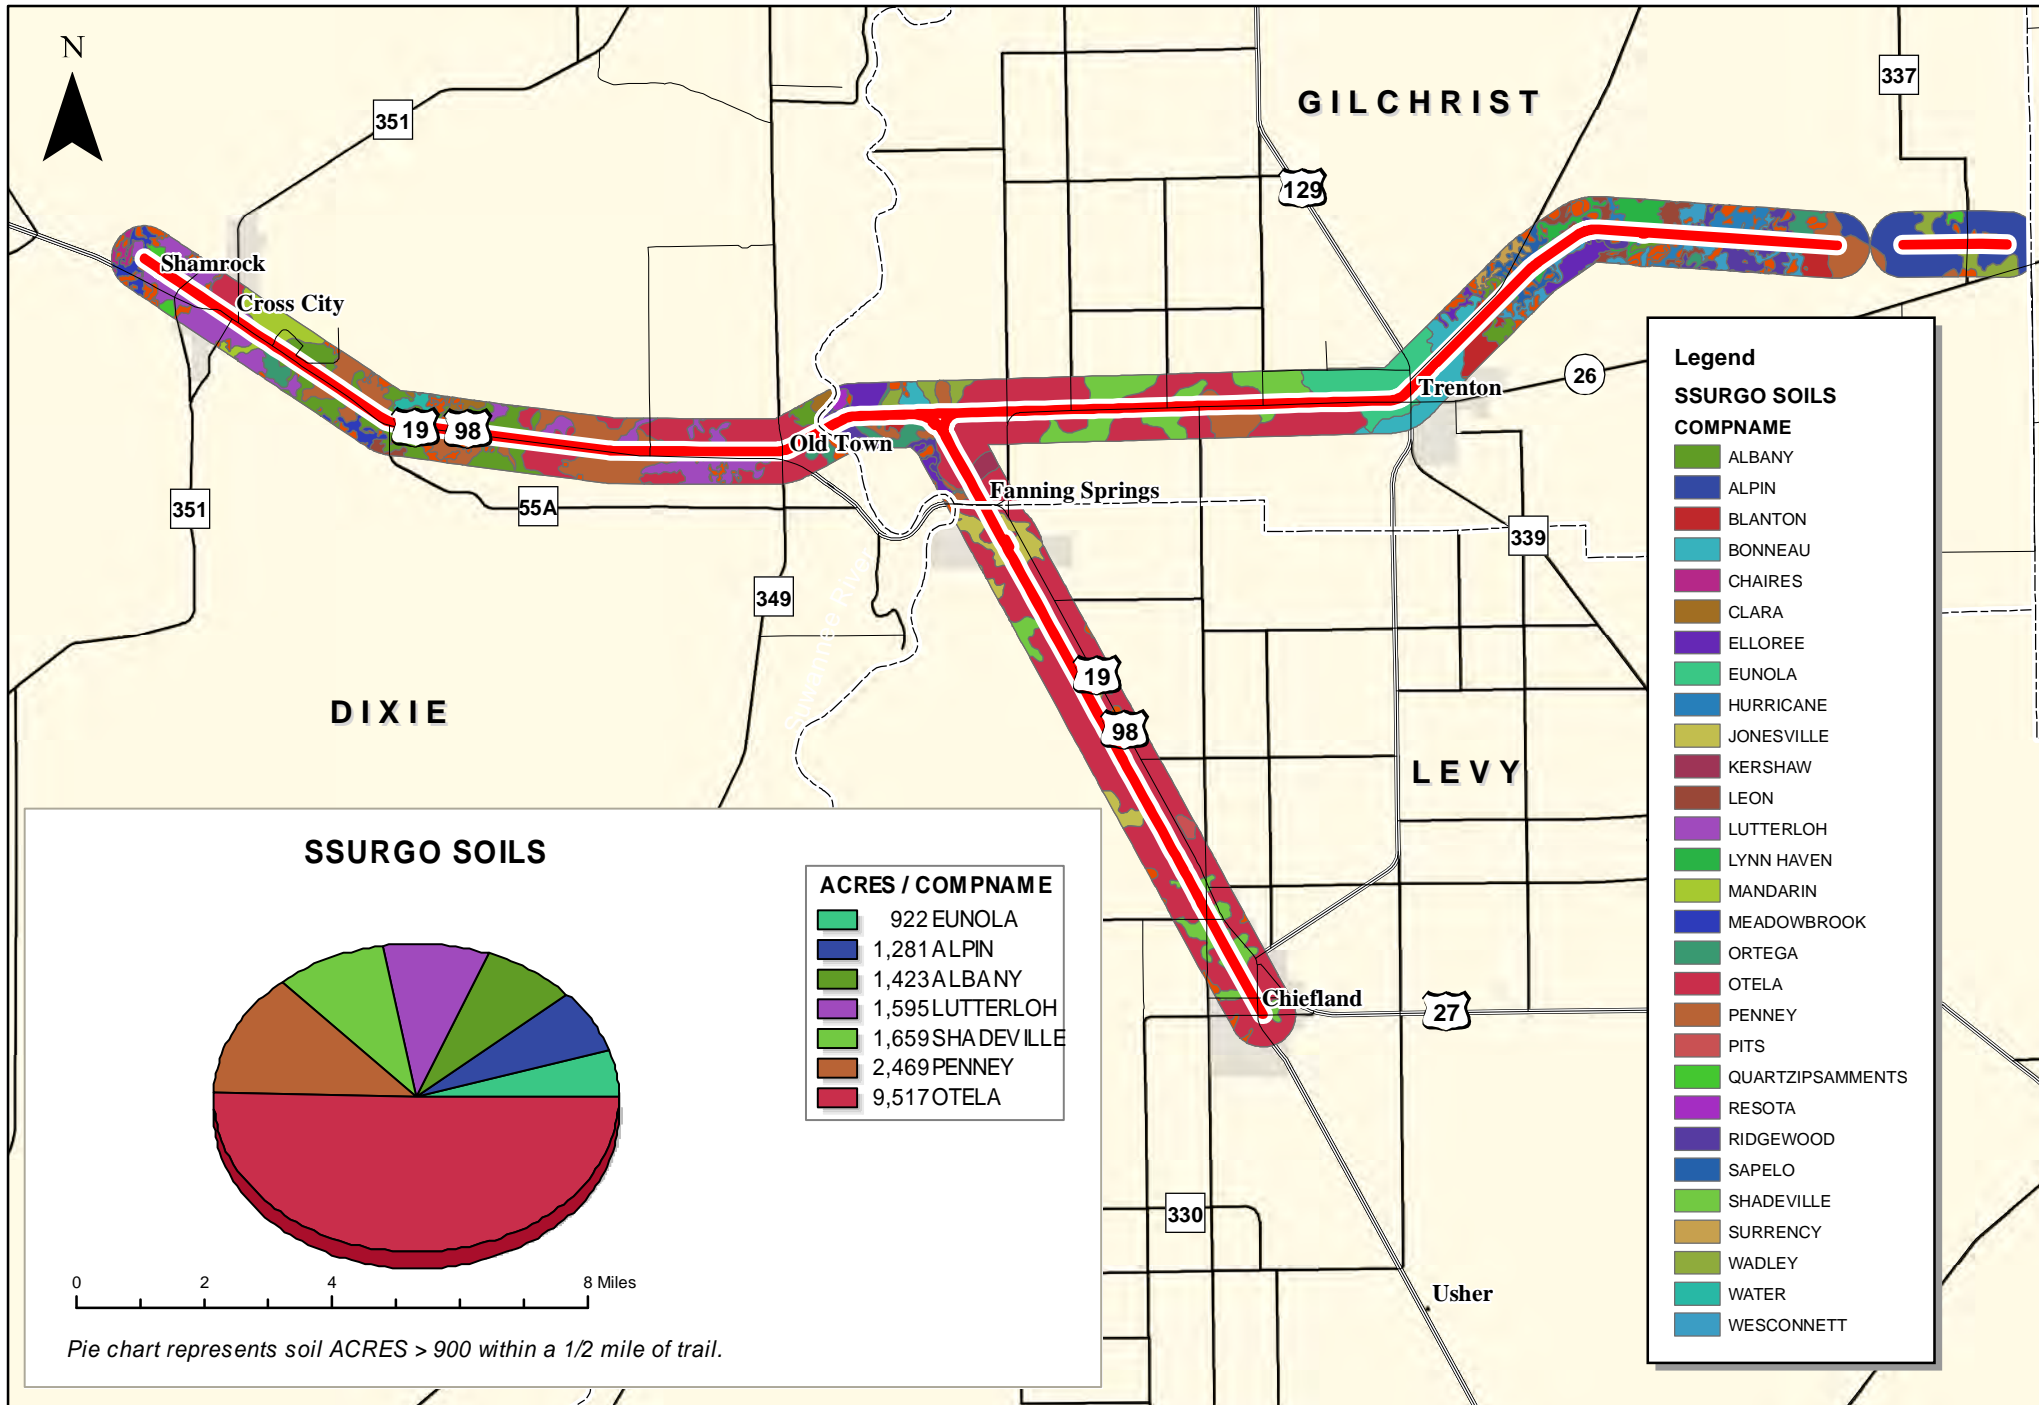 N
351
GILCHRIST
337
129
Shamrock
Cross City
26
Trenton
19
98
Old Town
Fanning Springs
351
55A
339
349
19
98
DIXIE
LEVY
Chiefland
27
330
Usher
Legend
SSURGO SOILS
COMPNAME
ALBANY
ALPIN
BLANTON
BONNEAU
CHAIRES
CLARA
ELLOREE
EUNOLA
HURRICANE
JONESVILLE
KERSHAW
LEON
LUTTERLOH
LYNN HAVEN
MANDARIN
MEADOWBROOK
ORTEGA
OTELA
PENNEY
PITS
QUARTZIPSAMMENTS
RESOTA
RIDGEWOOD
SAPELO
SHADEVILLE
SURRENCY
WADLEY
WATER
WESCONNETT
SSURGO SOILS
ACRES / COMPNAME
922 EUNOLA
1,281 ALPIN
1,423 ALBANY
1,595 LUTTERLOH
1,659 SHADEVILLE
2,469 PENNEY
9,517 OTELA
0 2 4 8 Miles
Pie chart represents soil ACRES > 900 within a 1/2 mile of trail.